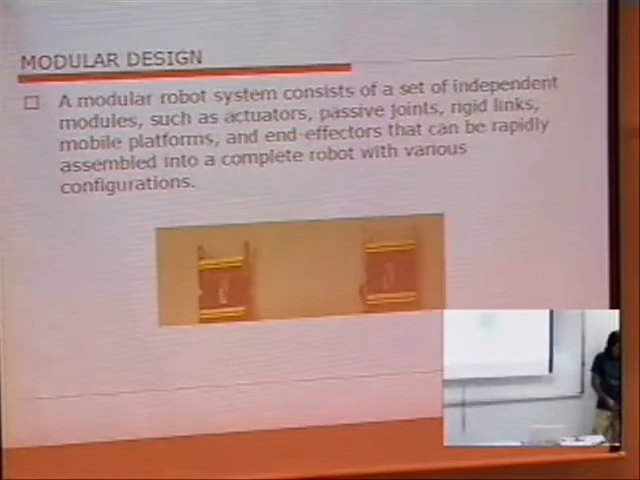 MODULAR DESIGN
A modular robot system consists of a set of independent
modules, such as actuators, passive joints, rigid links,
mobile platforms, and end-effectors that can be rapidly
assembled into a complete robot with various
configurations.